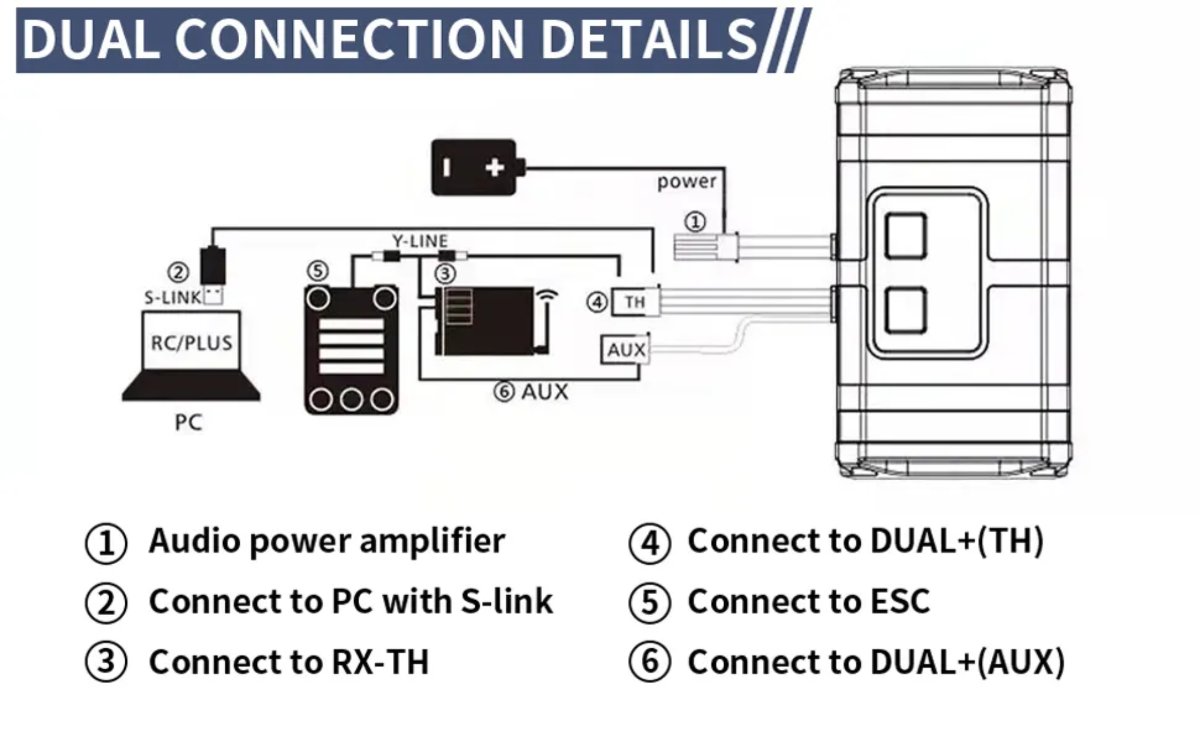 DUAL CONNECTION DETAILS
power
①
Y-LINE
②
⑤
③
S-LINK
④ TH
RC/PLUS
AUX
⑥ AUX
PC
① Audio power amplifier
④ Connect to DUAL+(TH)
② Connect to PC with S-link
⑤ Connect to ESC
③ Connect to RX-TH
⑥ Connect to DUAL+(AUX)